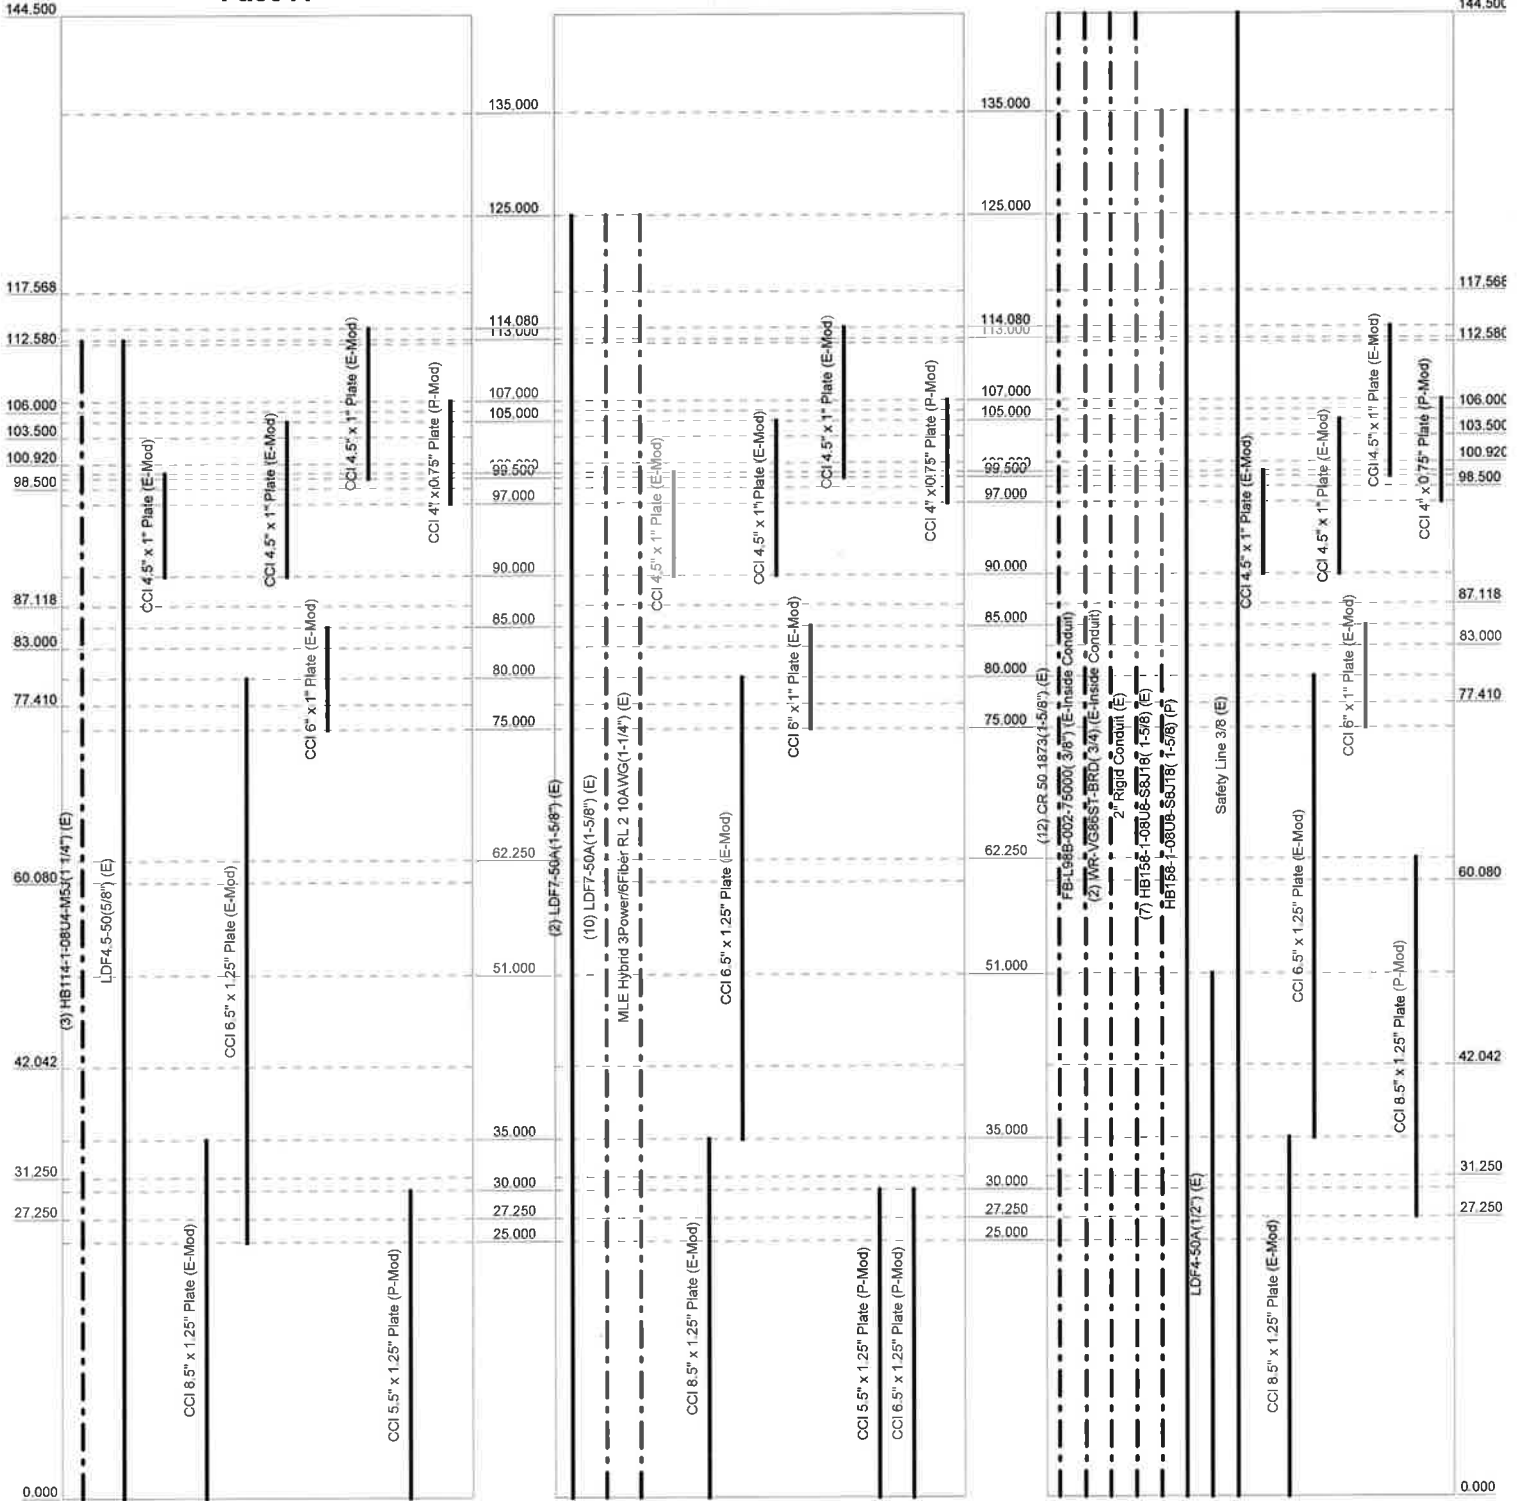 144.500
117.568
112.580
106.000
103.500
100.920
98.500
87.118
83.000
77.410
60.080
42.042
31.250
27.250
0.000
(3) HB114-1-08U4-M5J(1 1/4") (E)
LDF4.5-50(5/8") (E)
CCI 4.5" x 1" Plate (E-Mod)
CCI 8.5" x 1.25" Plate (E-Mod)
CCI 6.5" x 1.25" Plate (E-Mod)
CCI 4.5" x 1" Plate (E-Mod)
CCI 6" x 1" Plate (E-Mod)
CCI 4.5" x 1" Plate (E-Mod)
CCI 5.5" x 1.25" Plate (P-Mod)
CCI 4" x 0.75" Plate (P-Mod)
135.000
125.000
114.080
113.000
107.000
105.000
99.500
97.000
90.000
85.000
80.000
75.000
62.250
51.000
35.000
30.000
27.250
25.000
(2) LDF7-50A(1-5/8") (E)
(10) LDF7-50A(1-5/8") (E)
MLE Hybrid 3Power/6Fiber RL 2 10AWG(1-1/4") (E)
CCI 4.5" x 1" Plate (E-Mod)
CCI 8.5" x 1.25" Plate (E-Mod)
CCI 6.5" x 1.25" Plate (E-Mod)
CCI 4.5" x 1" Plate (E-Mod)
CCI 6" x 1" Plate (E-Mod)
CCI 4.5" x 1" Plate (E-Mod)
CCI 5.5" x 1.25" Plate (P-Mod)
CCI 6.5" x 1.25" Plate (P-Mod)
CCI 4" x 0.75" Plate (P-Mod)
135.000
125.000
114.080
113.000
107.000
105.000
99.500
97.000
90.000
85.000
80.000
75.000
62.250
51.000
35.000
30.000
27.250
25.000
(12) CR 50 1873(1-5/8") (E)
FB-L98B-002-75000( 3/8") (E-Inside Conduit)
(2) WR-VG86ST-BRD( 3/4) (E-Inside Conduit)
2" Rigid Conduit (E)
(7) HB158-1-08U8-S8J18( 1-5/8) (E)
HB158-1-08U8-S8J18( 1-5/8) (P)
LDF4-50A(1/2") (E)
Safety Line 3/8 (E)
CCI 4.5" x 1" Plate (E-Mod)
CCI 8.5" x 1.25" Plate (E-Mod)
CCI 6.5" x 1.25" Plate (E-Mod)
CCI 4.5" x 1" Plate (E-Mod)
CCI 6" x 1" Plate (E-Mod)
CCI 4.5" x 1" Plate (E-Mod)
CCI 8.5" x 1.25" Plate (P-Mod)
CCI 4" x 0.75" Plate (P-Mod)
144.500
117.568
112.580
106.000
103.500
100.920
98.500
87.118
83.000
77.410
60.080
42.042
31.250
27.250
0.000